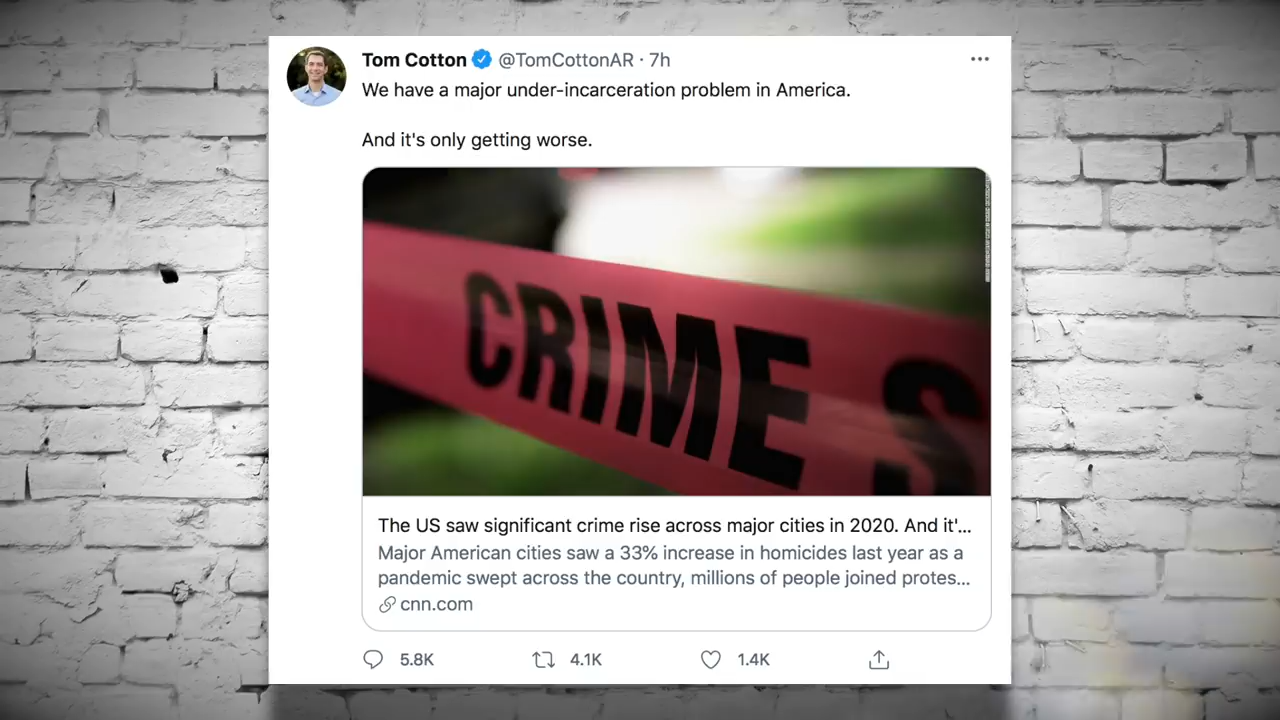 Tom Cotton @TomCottonAR · 7h
We have a major under-incarceration problem in America.
And it's only getting worse.
CRIME S
The US saw significant crime rise across major cities in 2020. And it'...
Major American cities saw a 33% increase in homicides last year as a
pandemic swept across the country, millions of people joined protes...
cnn.com
5.8K 4.1K 1.4K